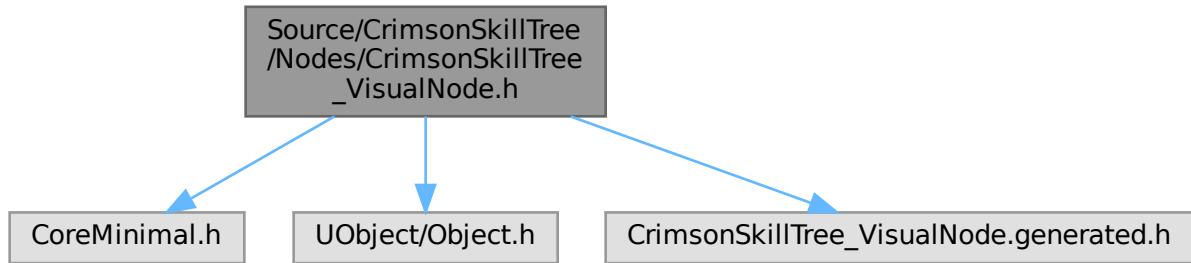 Source/CrimsonSkillTree
/Nodes/CrimsonSkillTree
_VisualNode.h
CoreMinimal.h
UObject/Object.h
CrimsonSkillTree_VisualNode.generated.h